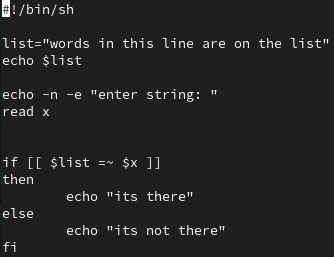 #!/bin/sh
list="words in this line are on the list"
echo $list
echo -n -e "enter string: "
read x
if [[ $list =~ $x ]]
then
echo "its there"
else
echo "its not there"
fi